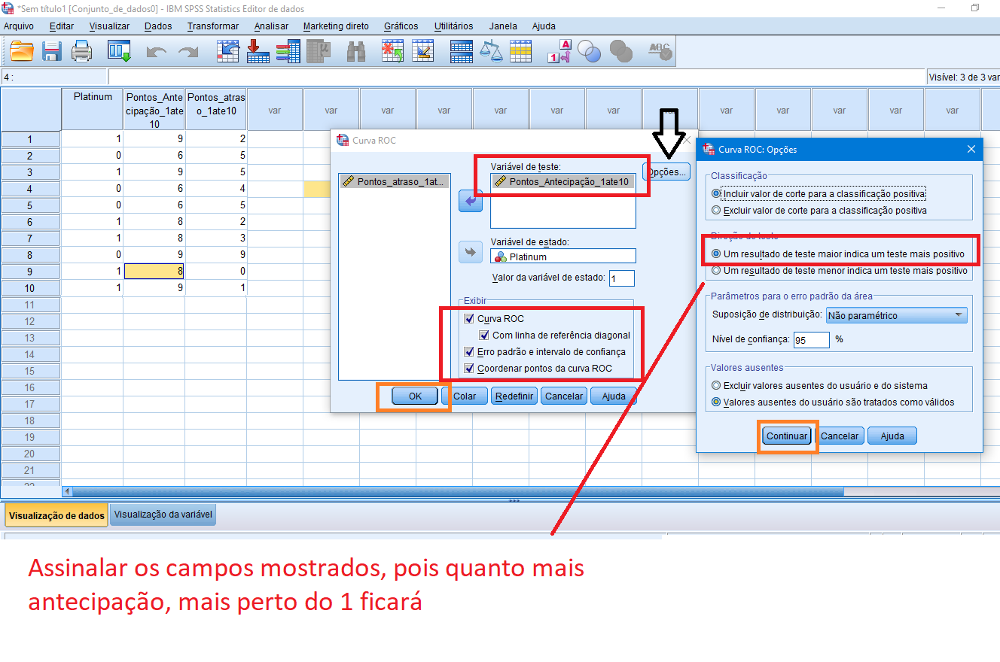 *Sem título1 [Conjunto_de_dados0] - IBM SPSS Statistics Editor de dados
Arquivo Editar Visualizar Dados Transformar Analisar Marketing direto Gráficos Utilitários Janela Ajuda
A
1
ABC
4 :
Visível: 3 de 3 var
Platinum
Pontos_Ante
cipação_1ate
10
Pontos_atras
o_1ate10
var var var var var var var var var var var var
1 1 9 2
2 0 6 5
3 1 9 5
4 0 6 4
5 0 6 5
6 1 8 2
7 1 8 3
8 0 9 9
9 1 8 0
10 1 9 1
11
12
13
14
15
16
17
18
19
20
21
22
Curva ROC
Pontos_atraso_1at...
Variável de teste:
Pontos_Antecipação_1ate10
Opções...
Variável de estado:
Platinum
Valor da variável de estado: 1
Exibir
Curva ROC
Com linha de referência diagonal
Erro padrão e intervalo de confiança
Coordenar pontos da curva ROC
OK Colar Redefinir Cancelar Ajuda
Curva ROC: Opções
Classificação
Incluir valor de corte para a classificação positiva
Excluir valor de corte para a classificação positiva
Direção do teste
Um resultado de teste maior indica um teste mais positivo
Um resultado de teste menor indica um teste mais positivo
Parâmetros para o erro padrão da área
Suposição de distribuição: Não paramétrico
Nível de confiança: 95 %
Valores ausentes
Excluir valores ausentes do usuário e do sistema
Valores ausentes do usuário são tratados como válidos
Continuar Cancelar Ajuda
Visualização de dados Visualização da variável
Assinalar os campos mostrados, pois quanto mais
antecipação, mais perto do 1 ficará